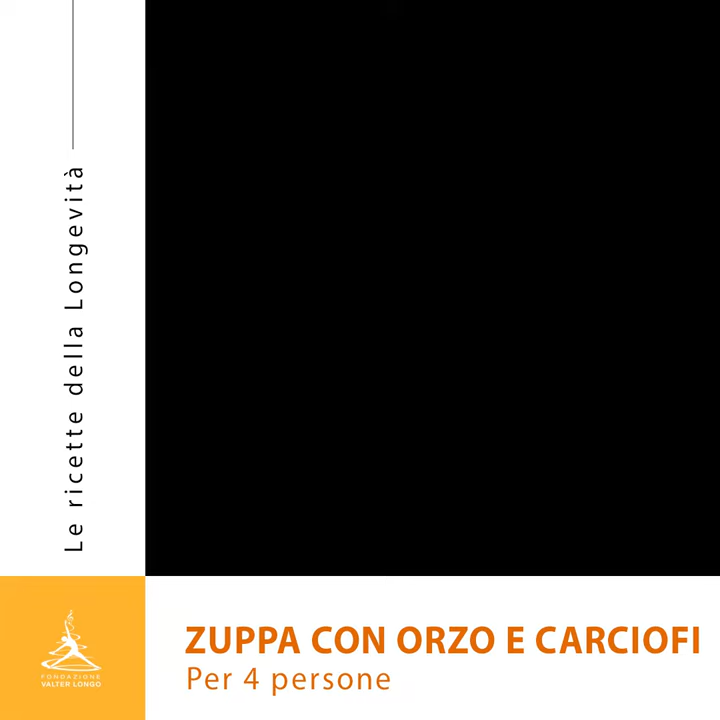 Le ricette della Longevità
ZUPPA CON ORZO E CARCIOFI
Per 4 persone
FONDAZIONE
VALTER LONGO